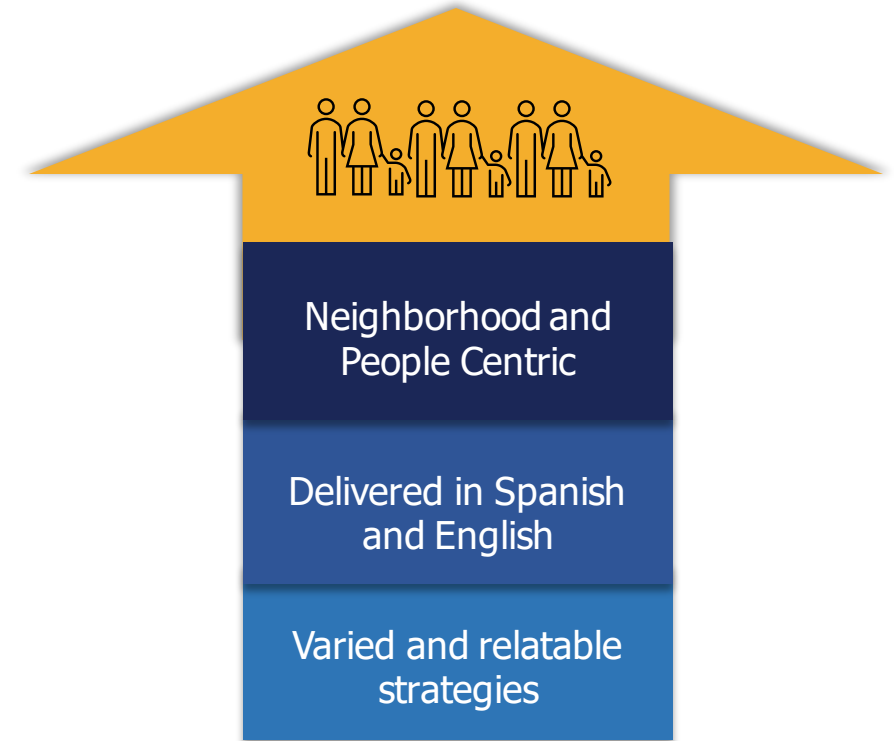 Neighborhood and
People Centric
Delivered in Spanish
and English
Varied and relatable
strategies